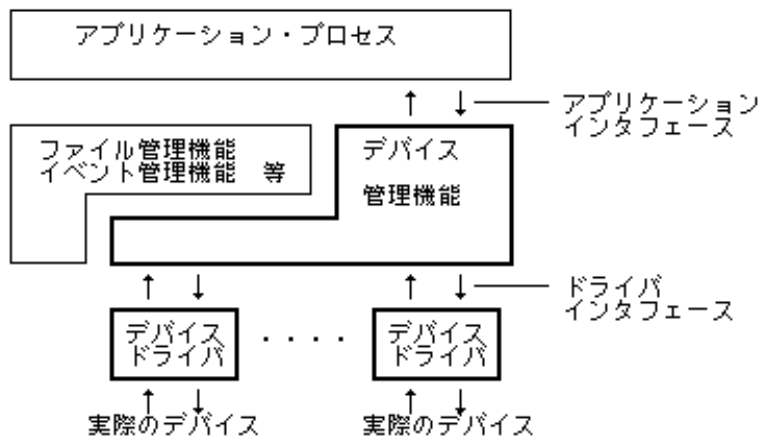 アプリケーション・プロセス
アプリケーション
インタフェース
ファイル管理機能
イベント管理機能 等
デバイス
管理機能
ドライバ
インタフェース
デバイス
ドライバ
・・・・
デバイス
ドライバ
実際のデバイス
実際のデバイス